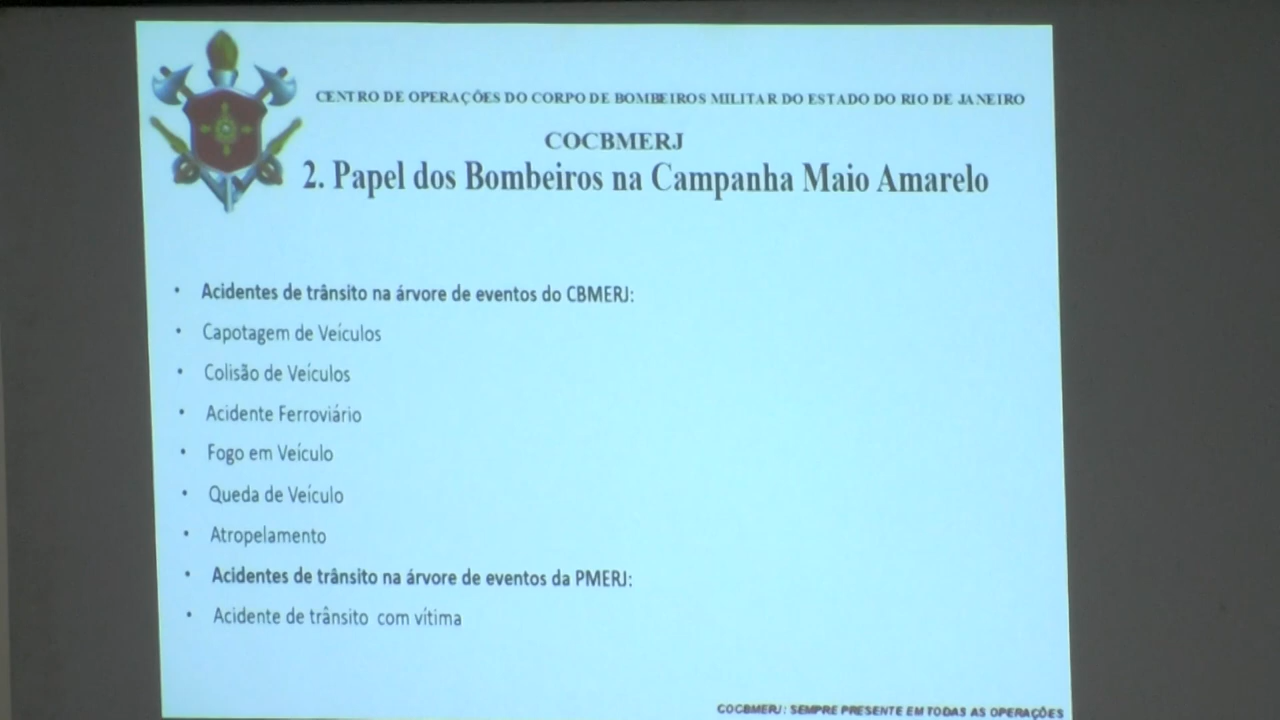 CENTRO DE OPERAÇÕES DO CORPO DE BOMBEIROS MILITAR DO ESTADO DO RIO DE JANEIRO
COCBMERJ
2. Papel dos Bombeiros na Campanha Maio Amarelo
• Acidentes de trânsito na árvore de eventos do CBMERJ:
• Capotagem de Veículos
• Colisão de Veículos
• Acidente Ferroviário
• Fogo em Veículo
• Queda de Veículo
• Atropelamento
• Acidentes de trânsito na árvore de eventos da PMERJ:
• Acidente de trânsito com vítima
COCBMERJ: SEMPRE PRESENTE EM TODAS AS OPERAÇÕES